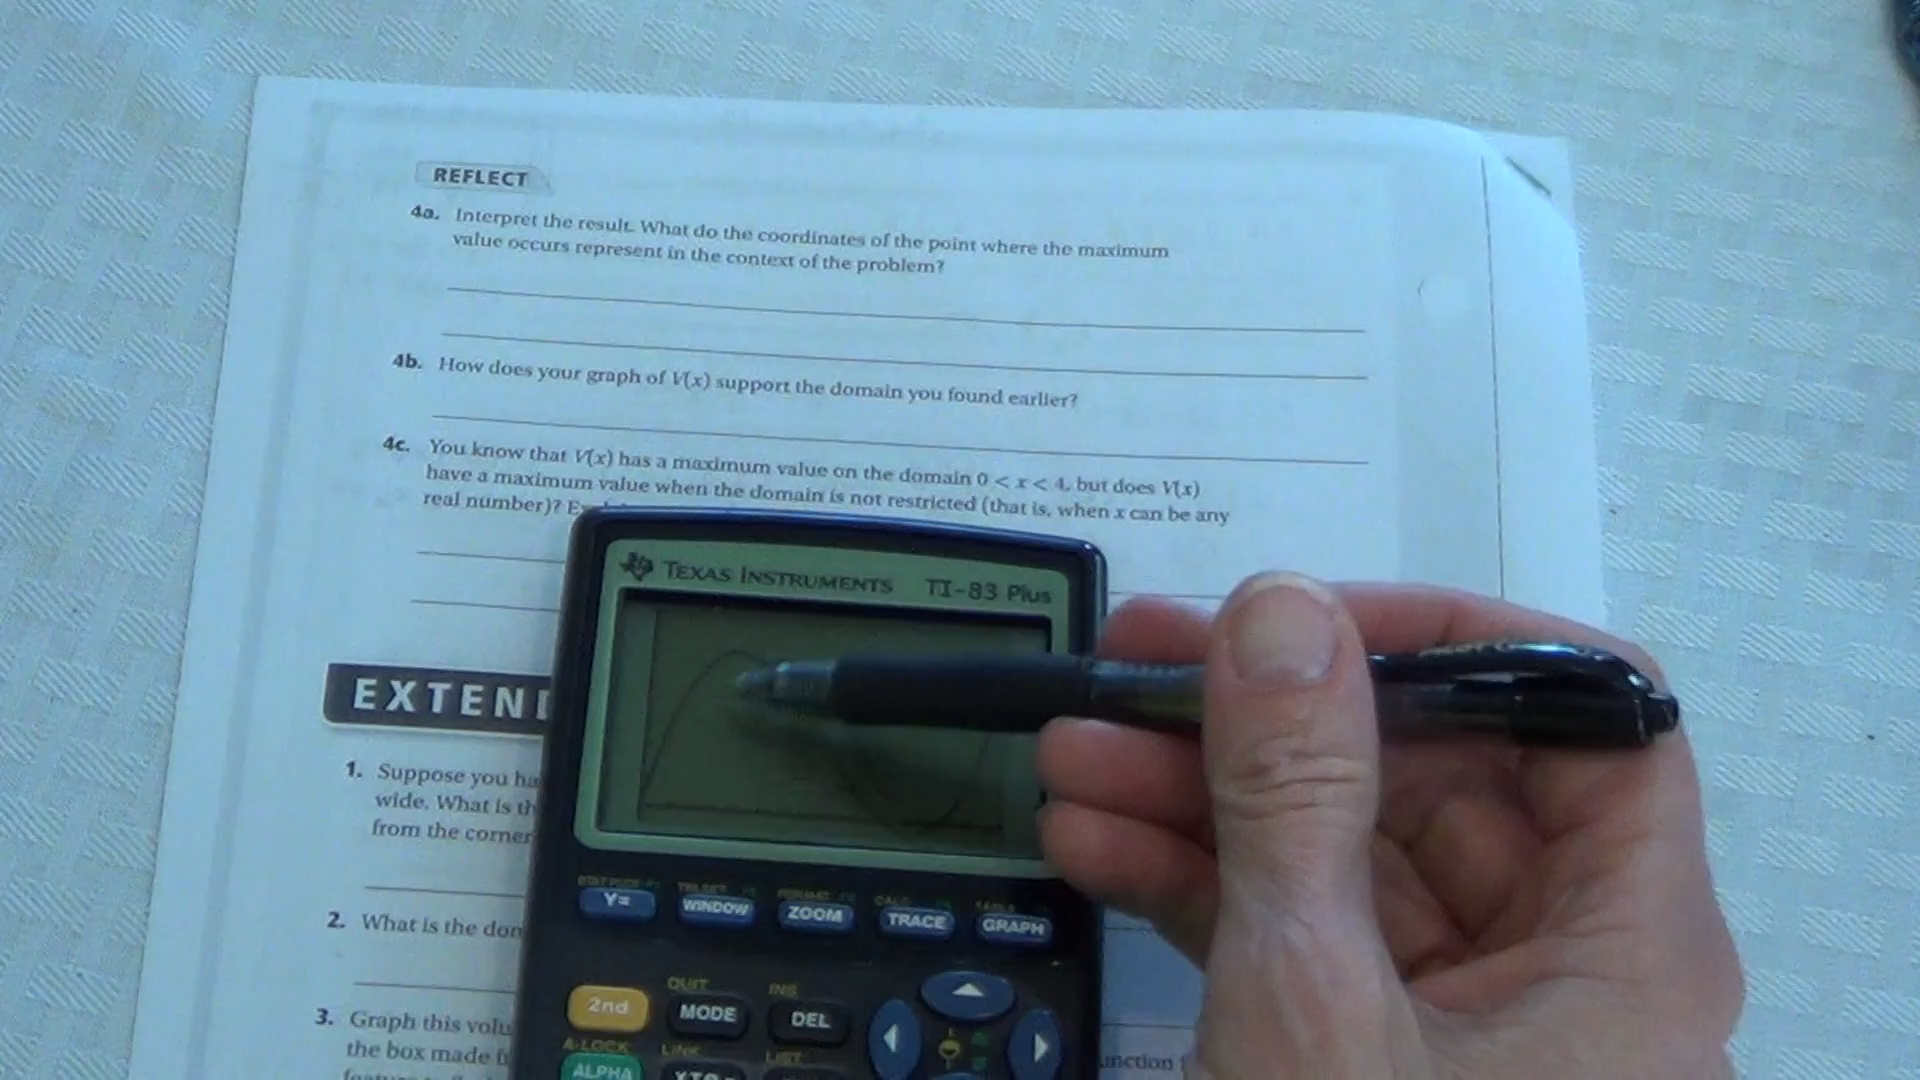 REFLECT
4a. Interpret the result. What do the coordinates of the point where the maximum
value occurs represent in the context of the problem?
4b. How does your graph of V(x) support the domain you found earlier?
4c. You know that V(x) has a maximum value on the domain 0 < x < 4, but does V(x)
have a maximum value when the domain is not restricted (that is, when x can be any
real number)?
TEXAS INSTRUMENTS TI-83 Plus
EXTEN
1. Suppose you ha
wide. What is th
from the corner
2. What is the don
3. Graph this volu
the box made
Y= WINDOW ZOOM TRACE GRAPH
QUIT INS
2nd MODE DEL
A-LOCK LINK LIST
ALPHA
unction